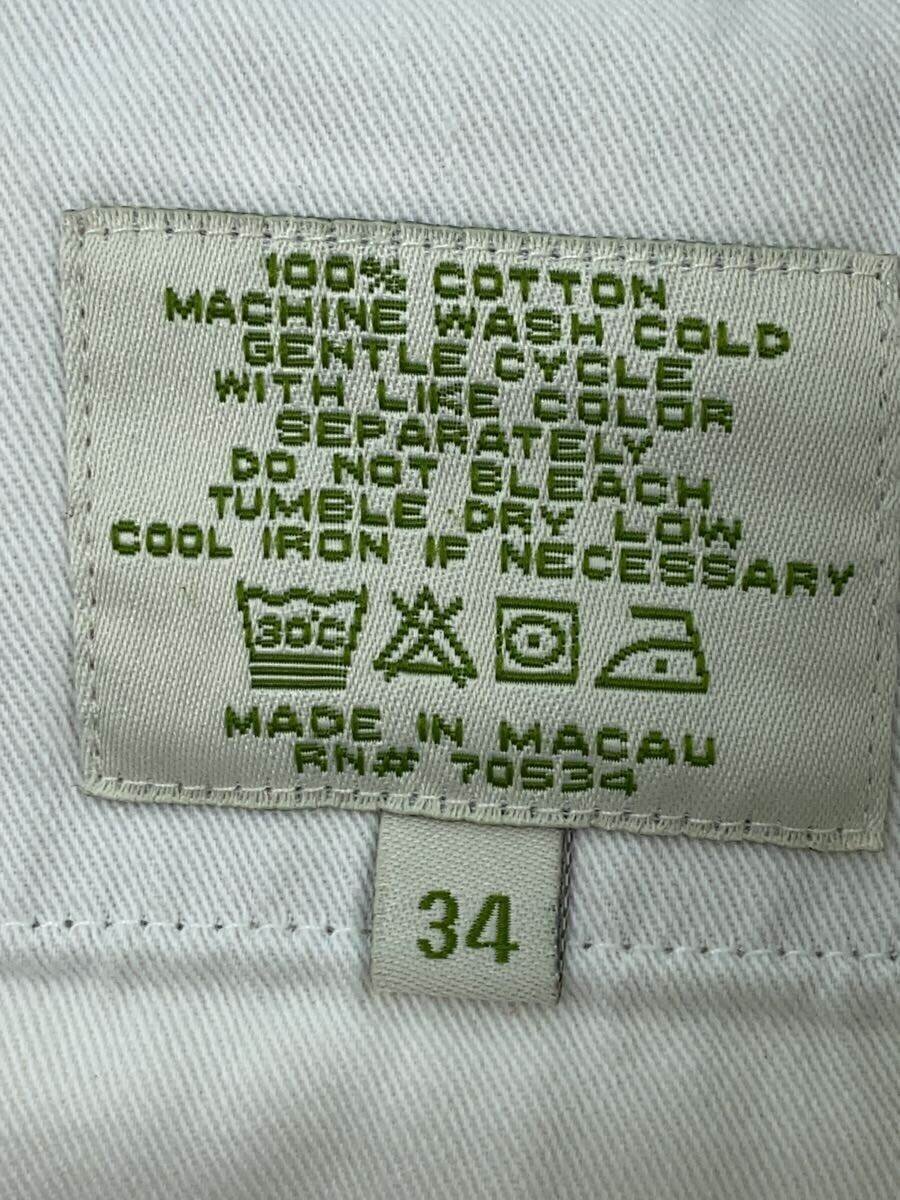 100% COTTON
MACHINE WASH COLD
GENTLE CYCLE
WITH LIKE COLOR
SEPARATELY
DO NOT BLEACH
TUMBLE DRY LOW
COOL IRON IF NECESSARY
30°C
MADE IN MACAU
RN# 70534
34